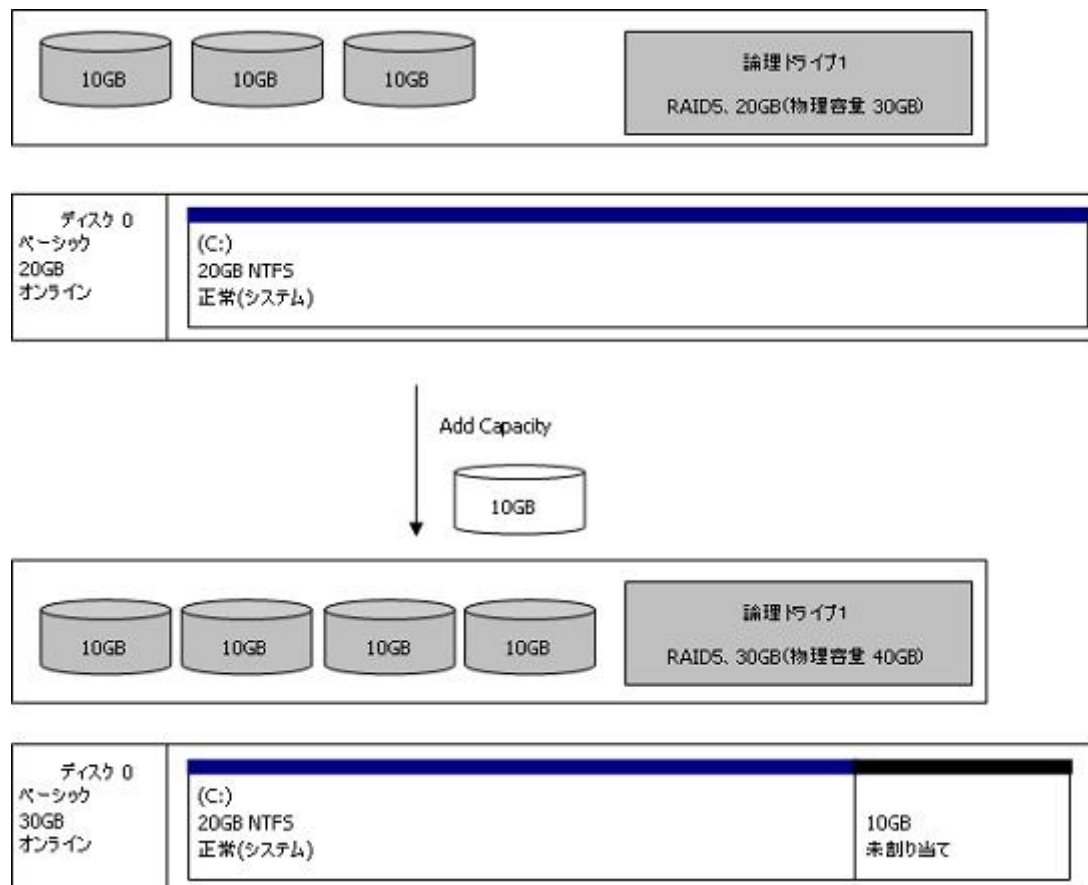 10GB
10GB
10GB
論理ドライブ1
RAID5、20GB(物理容量 30GB)
ディスク 0
ベーシック
20GB
オンライン
(C:)
20GB NTFS
正常(システム)
Add Capacity
10GB
10GB
10GB
10GB
10GB
論理ドライブ1
RAID5、30GB(物理容量 40GB)
ディスク 0
ベーシック
30GB
オンライン
(C:)
20GB NTFS
正常(システム)
10GB
未割り当て